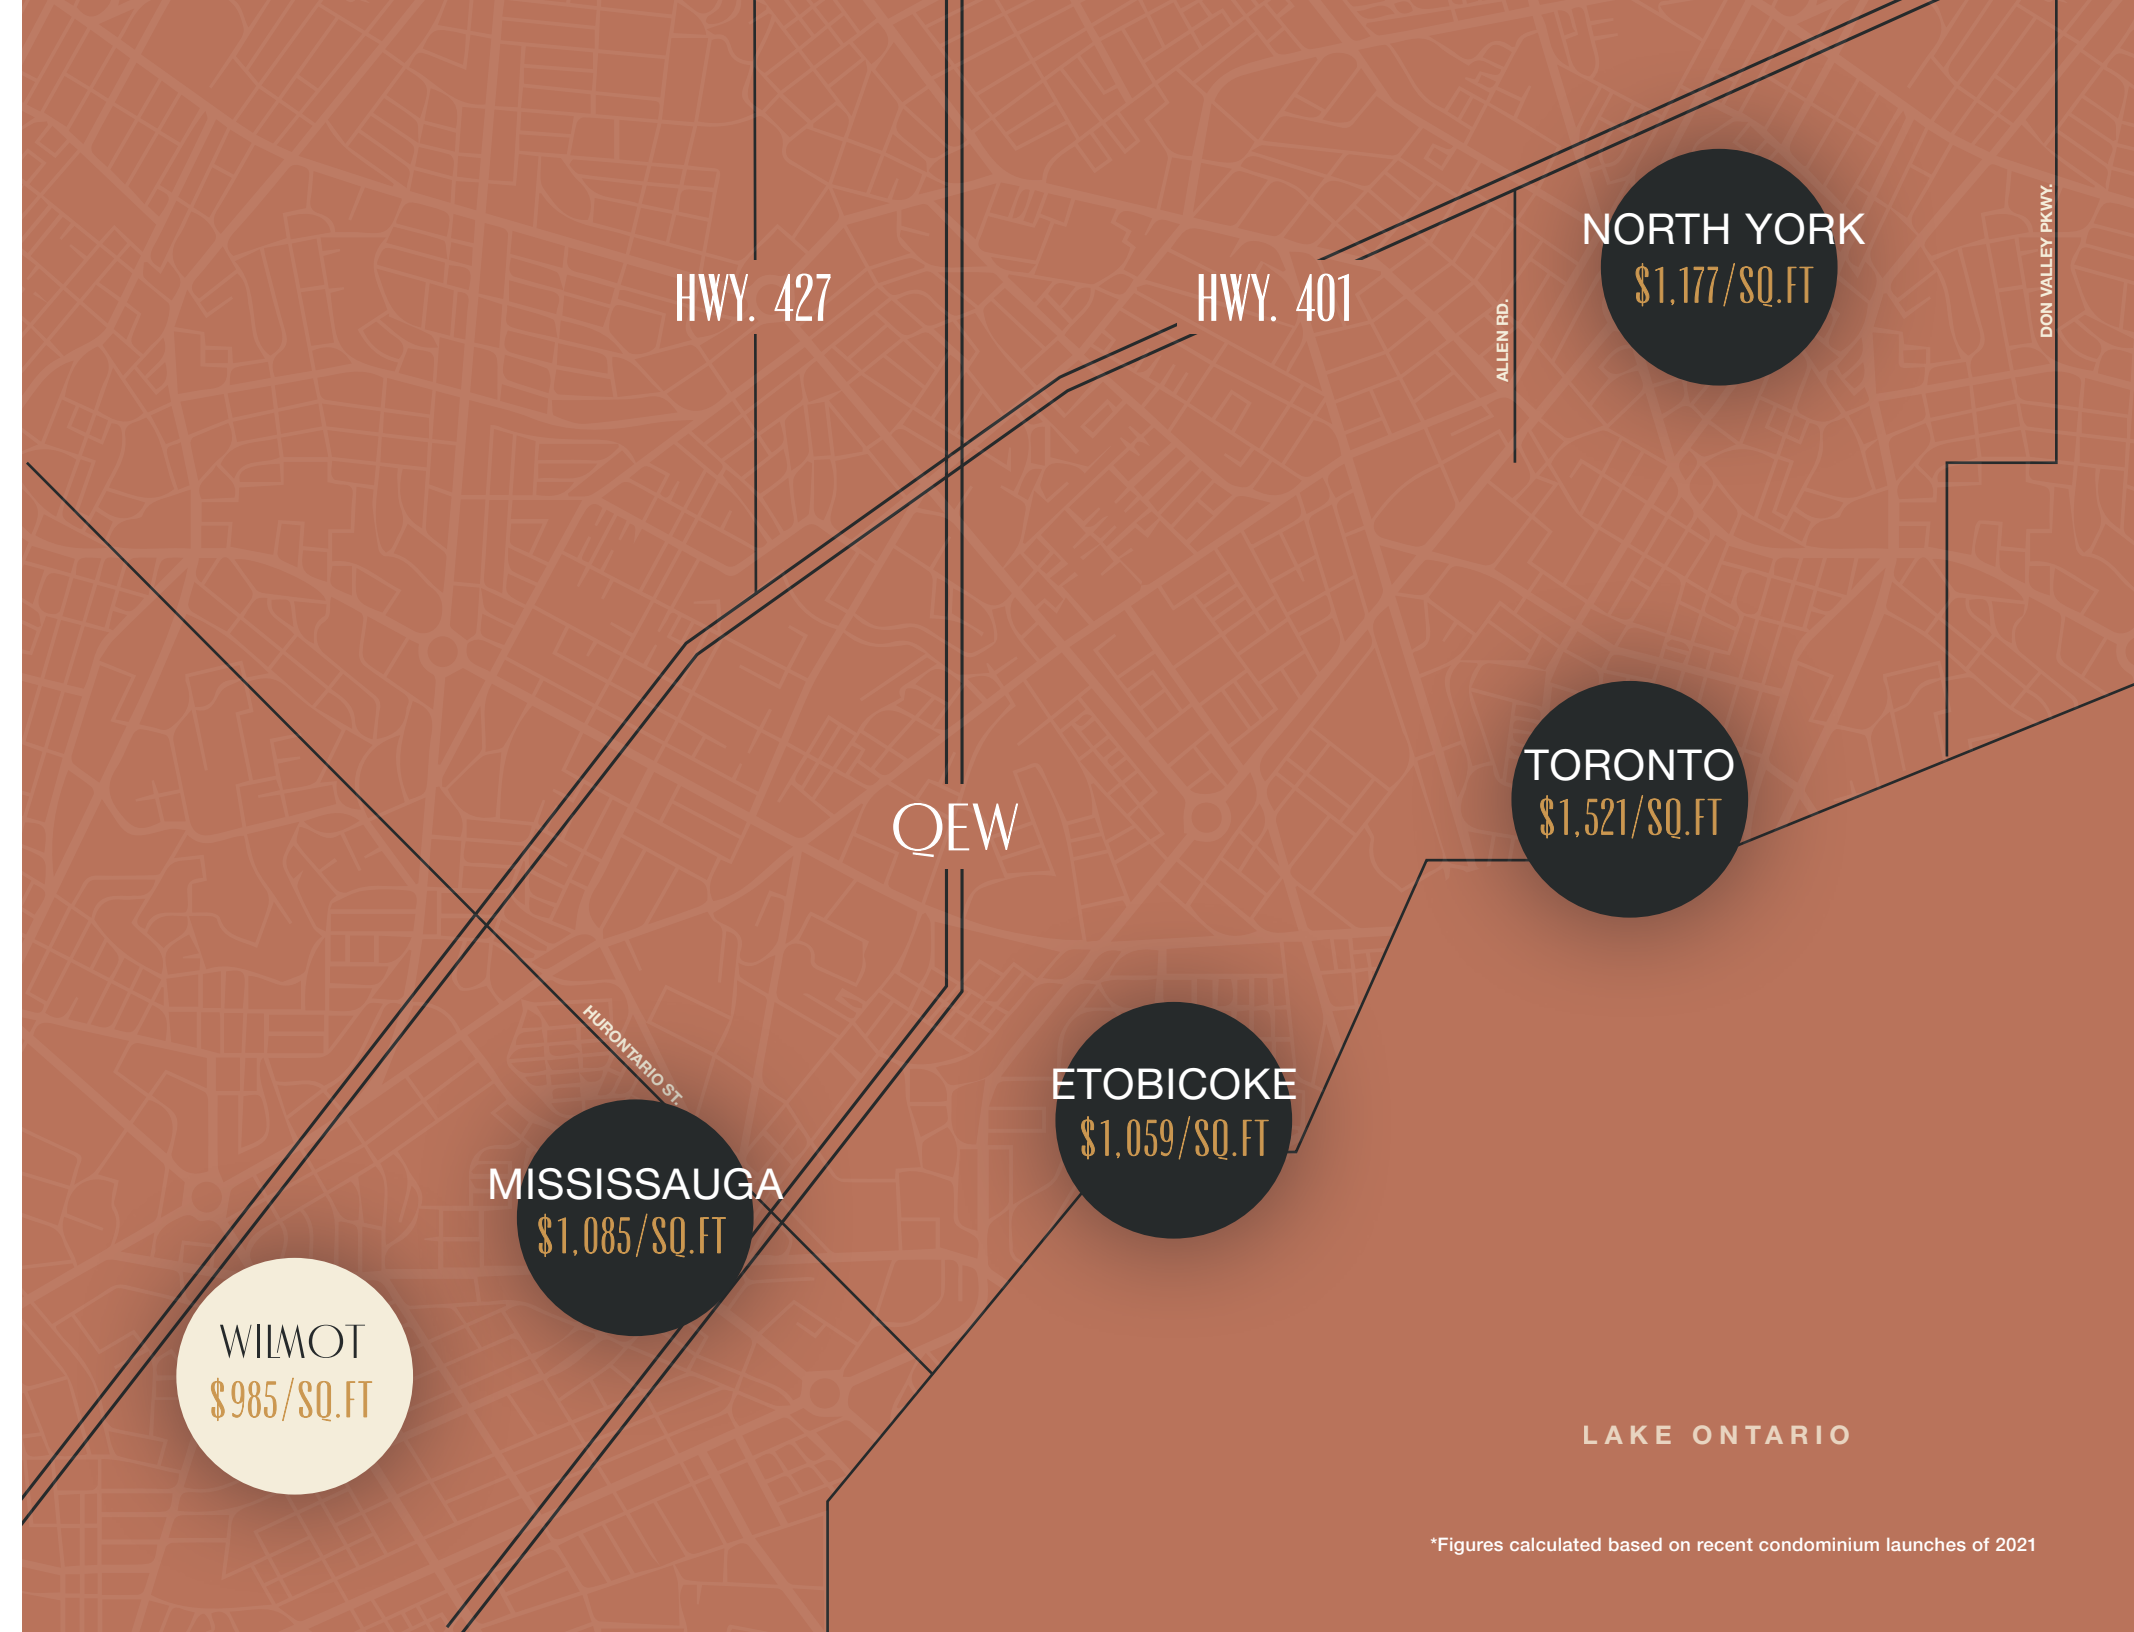 NORTH YORK
$1,177/SQ.FT
DON VALLEY PKWY.
HWY. 427
HWY. 401
ALLEN RD.
TORONTO
$1,521/SQ.FT
QEW
HURONTARIO ST.
ETOBICOKE
$1,059/SQ.FT
MISSISSAUGA
$1,085/SQ.FT
WILMOT
$985/SQ.FT
LAKE ONTARIO
*Figures calculated based on recent condominium launches of 2021